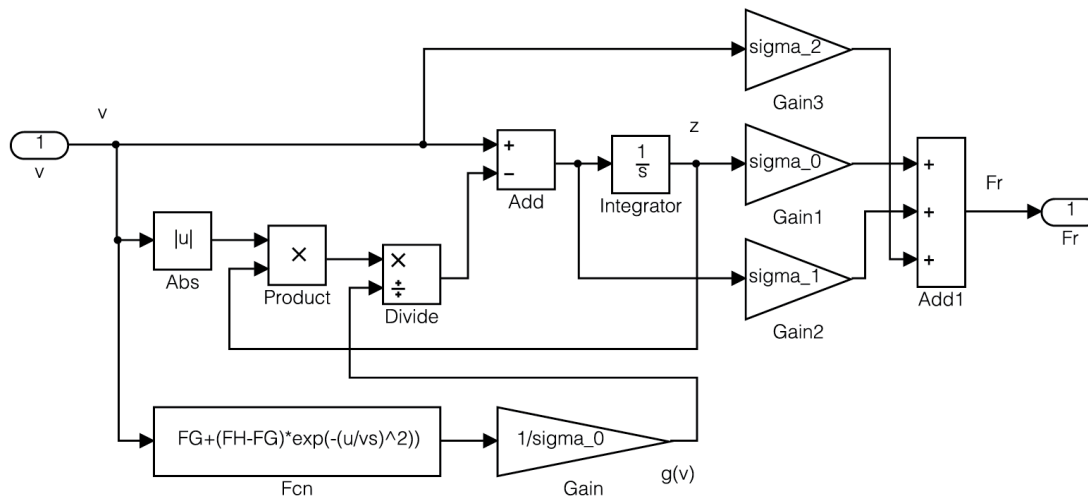 sigma_2
Gain3
v
1
v
+
−
Add
1
s
Integrator
z
sigma_0
Gain1
+
+
+
Add1
Fr
1
Fr
|u|
Abs
×
Product
×
÷
Divide
sigma_1
Gain2
FG+(FH-FG)*exp(-(u/vs)^2))
Fcn
1/sigma_0
Gain
g(v)